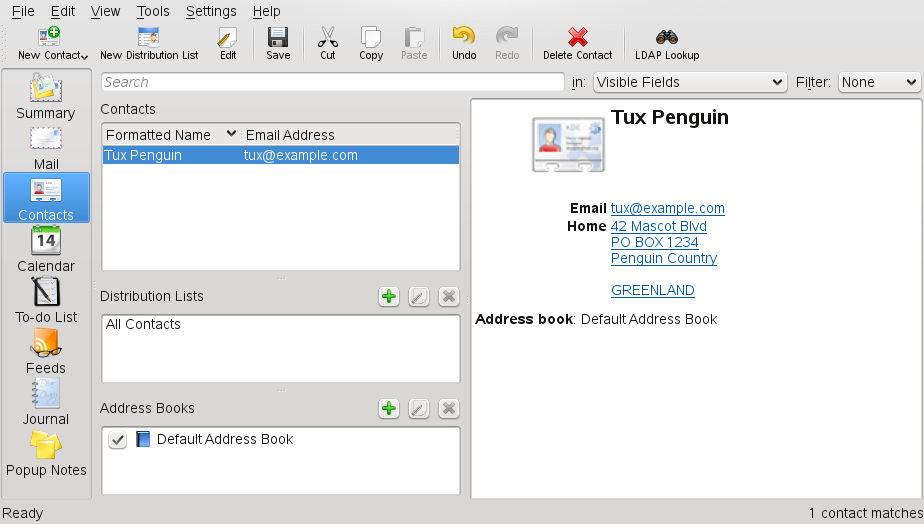 File Edit View Tools Settings Help
New Contact New Distribution List Edit Save Cut Copy Paste Undo Redo Delete Contact LDAP Lookup
Search in: Visible Fields Filter: None
Summary
Mail
Contacts
Calendar
14
To-do List
Feeds
Journal
Popup Notes
Contacts
Formatted Name Email Address
Tux Penguin tux@example.com
Distribution Lists
All Contacts
Address Books
Default Address Book
Tux Penguin
Email tux@example.com
Home 42 Mascot Blvd
PO BOX 1234
Penguin Country
GREENLAND
Address book: Default Address Book
Ready 1 contact matches